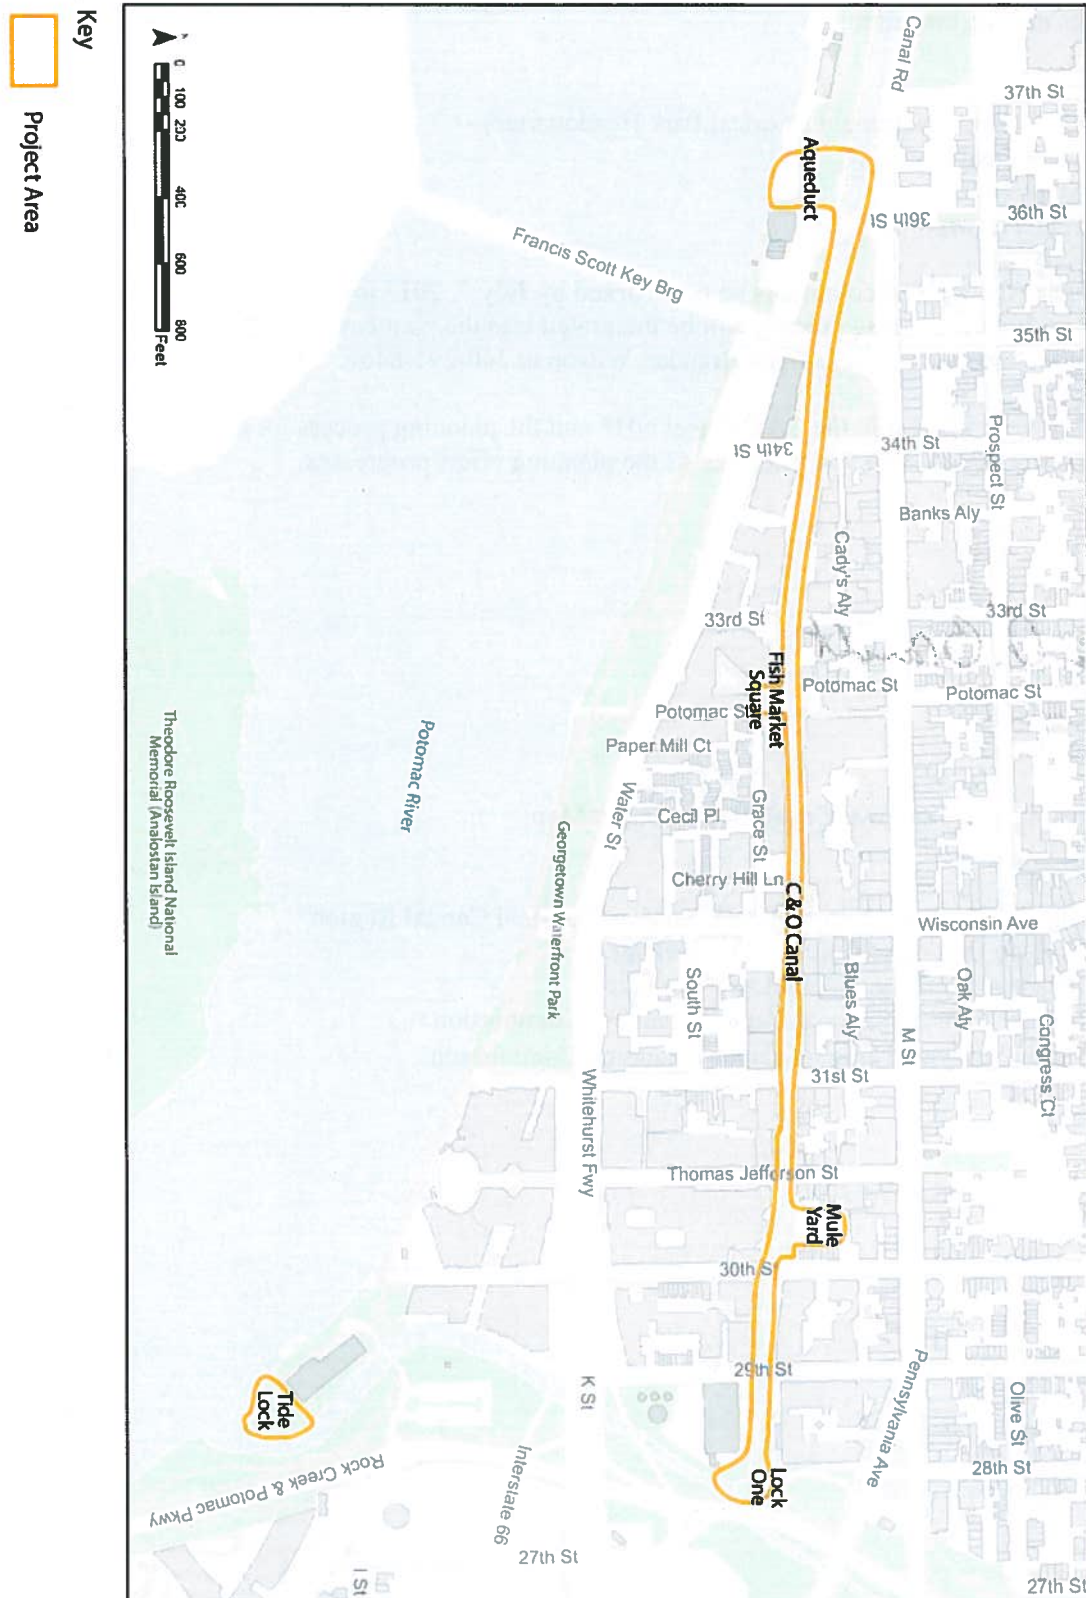 Key
Project Area
0
100
200
400
600
800
Feet
Canal Rd
37th St
Aqueduct
36th St
36th St
Francis Scott Key Brg
35th St
34th St
34th St
Prospect St
Banks Aly
Cady's Aly
33rd St
33rd St
Fish Market
Square
Potomac St
Potomac St
Potomac St
Paper Mill Ct
Water St
Cecil Pl
Grace St
Cherry Hill Ln
C & O Canal
Wisconsin Ave
Potomac River
Georgetown Waterfront Park
Theodore Roosevelt Island National
Memorial (Analostan Island)
South St
Blues Aly
Oak Aly
M St
Congress Ct
31st St
Whitehurst Fwy
Thomas Jefferson St
Mule
Yard
30th St
29th St
K St
Pennsylvania Ave
Olive St
28th St
Lock
One
Tide
Lock
Rock Creek & Potomac Pkwy
Interstate 66
27th St
27th St
I St